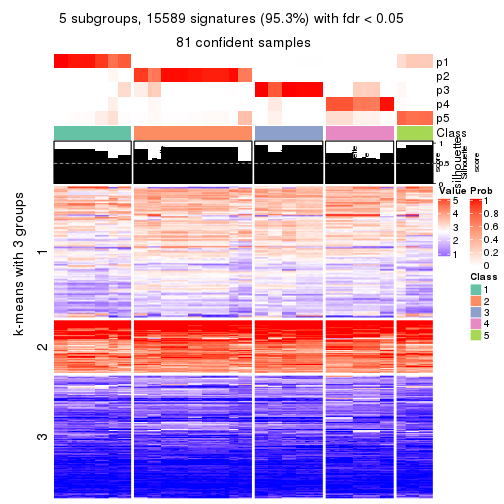 5 subgroups, 15589 signatures (95.3%) with fdr < 0.05
81 confident samples
p1
p2
p3
p4
p5
Class
1
0.5
0
silhouette
score
Silhouette
score
k-means with 3 groups
1
2
3
Value
5
4
3
2
1
Prob
1
0.8
0.6
0.4
0.2
0
Class
1
2
3
4
5